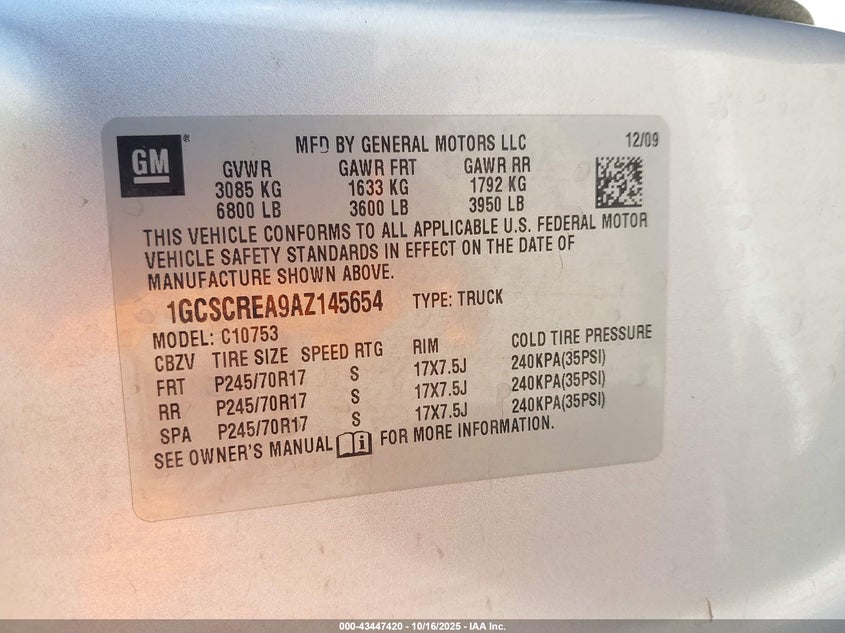 GM®
MFD BY GENERAL MOTORS LLC 12/09
GVWR GAWR FRT GAWR RR
3085 KG 1633 KG 1792 KG
6800 LB 3600 LB 3950 LB
THIS VEHICLE CONFORMS TO ALL APPLICABLE U.S. FEDERAL MOTOR
VEHICLE SAFETY STANDARDS IN EFFECT ON THE DATE OF
MANUFACTURE SHOWN ABOVE.
1GCSCREA9AZ145654 TYPE: TRUCK
MODEL: C10753
CBZV TIRE SIZE SPEED RTG RIM COLD TIRE PRESSURE
FRT P245/70R17 S 17X7.5J 240KPA(35PSI)
RR P245/70R17 S 17X7.5J 240KPA(35PSI)
SPA P245/70R17 S 17X7.5J 240KPA(35PSI)
SEE OWNER'S MANUAL FOR MORE INFORMATION.
000-43447420 - 10/16/2025 - IAA Inc.